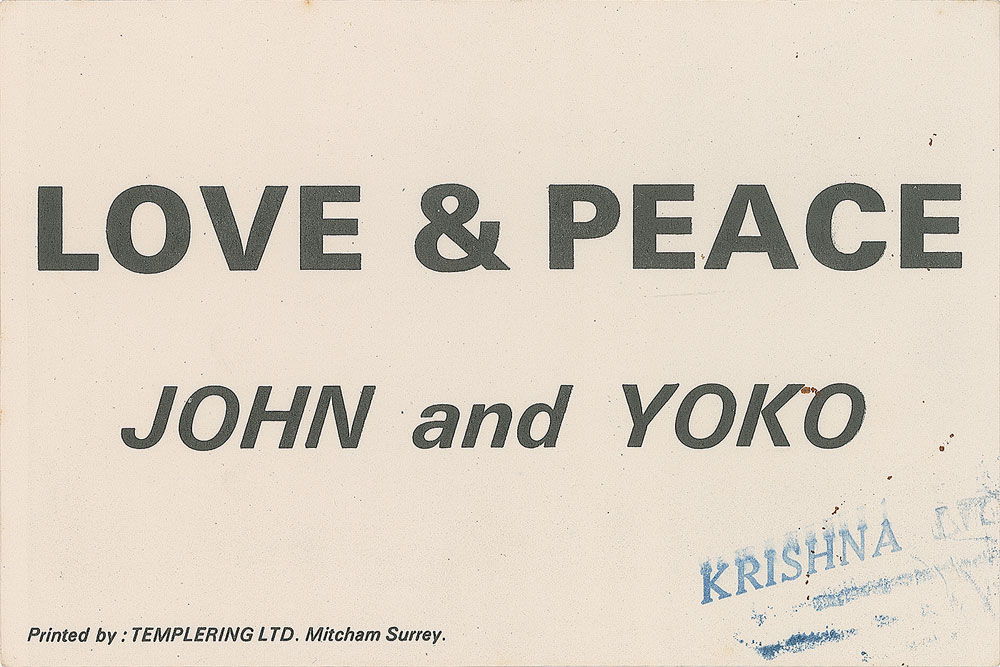 LOVE & PEACE
JOHN and YOKO
KRISHNA
Printed by : TEMPLERING LTD. Mitcham Surrey.